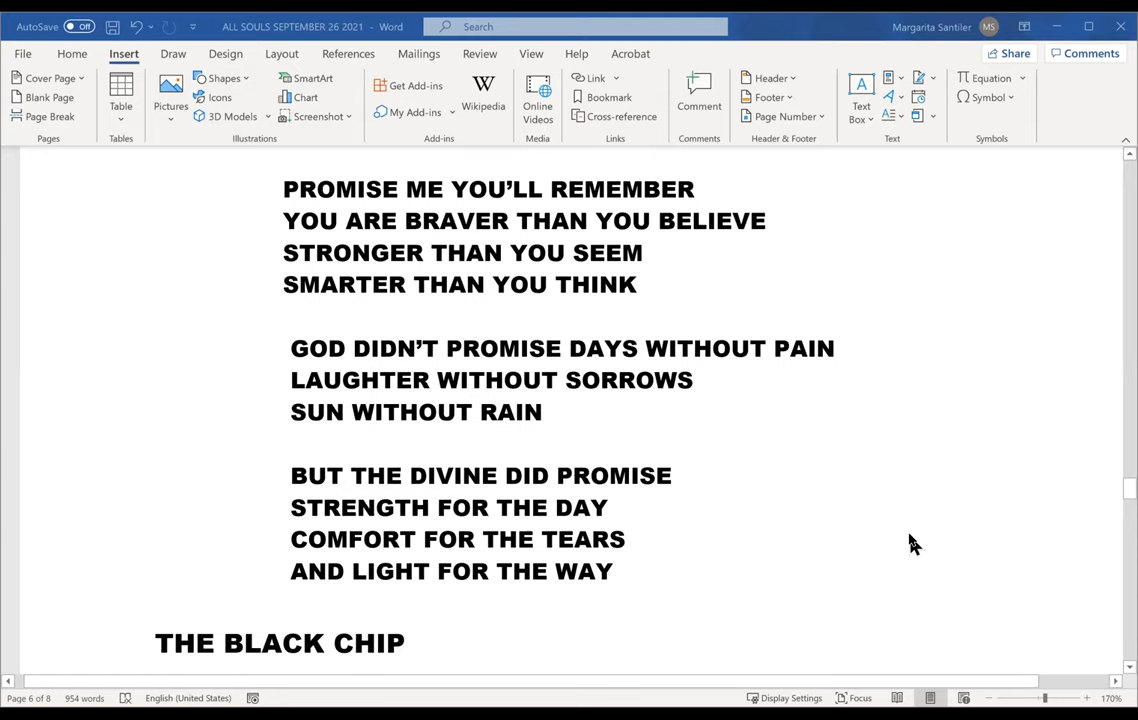 AutoSave Off ALL SOULS SEPTEMBER 26 2021 - Word Search Margarita Santiler MS
File Home Insert Draw Design Layout References Mailings Review View Help Acrobat Share Comments
Cover Page
Blank Page
Page Break
Pages
Table
Tables
Pictures
Shapes
Icons
3D Models
SmartArt
Chart
Screenshot
Illustrations
Get Add-ins
My Add-ins
W
Wikipedia
Add-ins
Online
Videos
Media
Link
Bookmark
Cross-reference
Links
Comment
Comments
Header
Footer
Page Number
Header & Footer
A
Text
Box
Text
Equation
Symbol
Symbols
PROMISE ME YOU’LL REMEMBER
YOU ARE BRAVER THAN YOU BELIEVE
STRONGER THAN YOU SEEM
SMARTER THAN YOU THINK
GOD DIDN’T PROMISE DAYS WITHOUT PAIN
LAUGHTER WITHOUT SORROWS
SUN WITHOUT RAIN
BUT THE DIVINE DID PROMISE
STRENGTH FOR THE DAY
COMFORT FOR THE TEARS
AND LIGHT FOR THE WAY
THE BLACK CHIP
Page 6 of 8 954 words English (United States) Display Settings Focus 170%